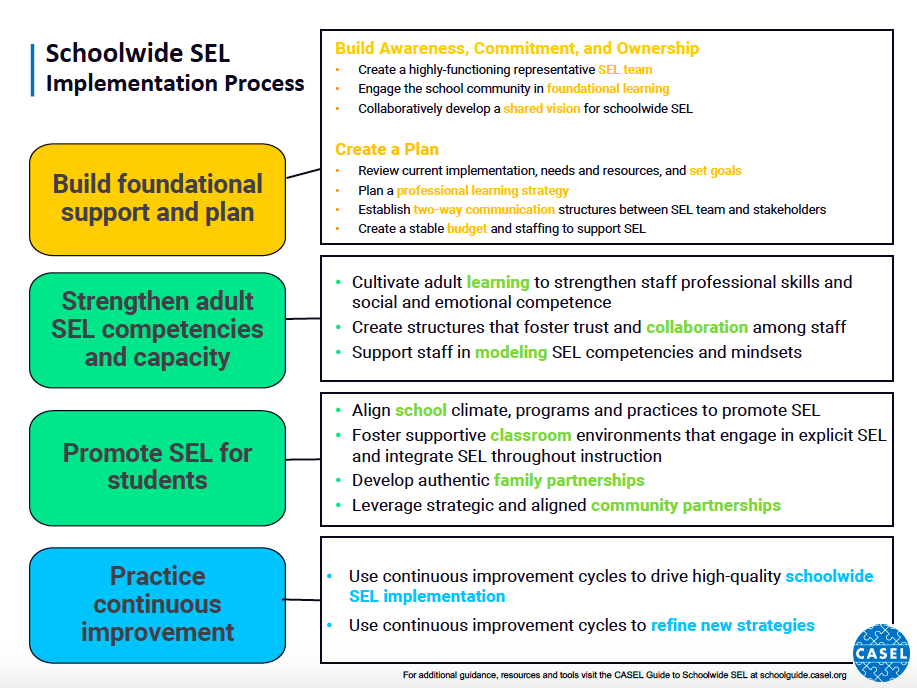 Schoolwide SEL
Implementation Process
Build Awareness, Commitment, and Ownership
• Create a highly-functioning representative SEL team
• Engage the school community in foundational learning
• Collaboratively develop a shared vision for schoolwide SEL
Create a Plan
• Review current implementation, needs and resources, and set goals
• Plan a professional learning strategy
• Establish two-way communication structures between SEL team and stakeholders
• Create a stable budget and staffing to support SEL
Build foundational
support and plan
Strengthen adult
SEL competencies
and capacity
• Cultivate adult learning to strengthen staff professional skills and
social and emotional competence
• Create structures that foster trust and collaboration among staff
• Support staff in modeling SEL competencies and mindsets
Promote SEL for
students
• Align school climate, programs and practices to promote SEL
• Foster supportive classroom environments that engage in explicit SEL
and integrate SEL throughout instruction
• Develop authentic family partnerships
• Leverage strategic and aligned community partnerships
Practice
continuous
improvement
• Use continuous improvement cycles to drive high-quality schoolwide
SEL implementation
• Use continuous improvement cycles to refine new strategies
CASEL
For additional guidance, resources and tools visit the CASEL Guide to Schoolwide SEL at schoolguide.casel.org